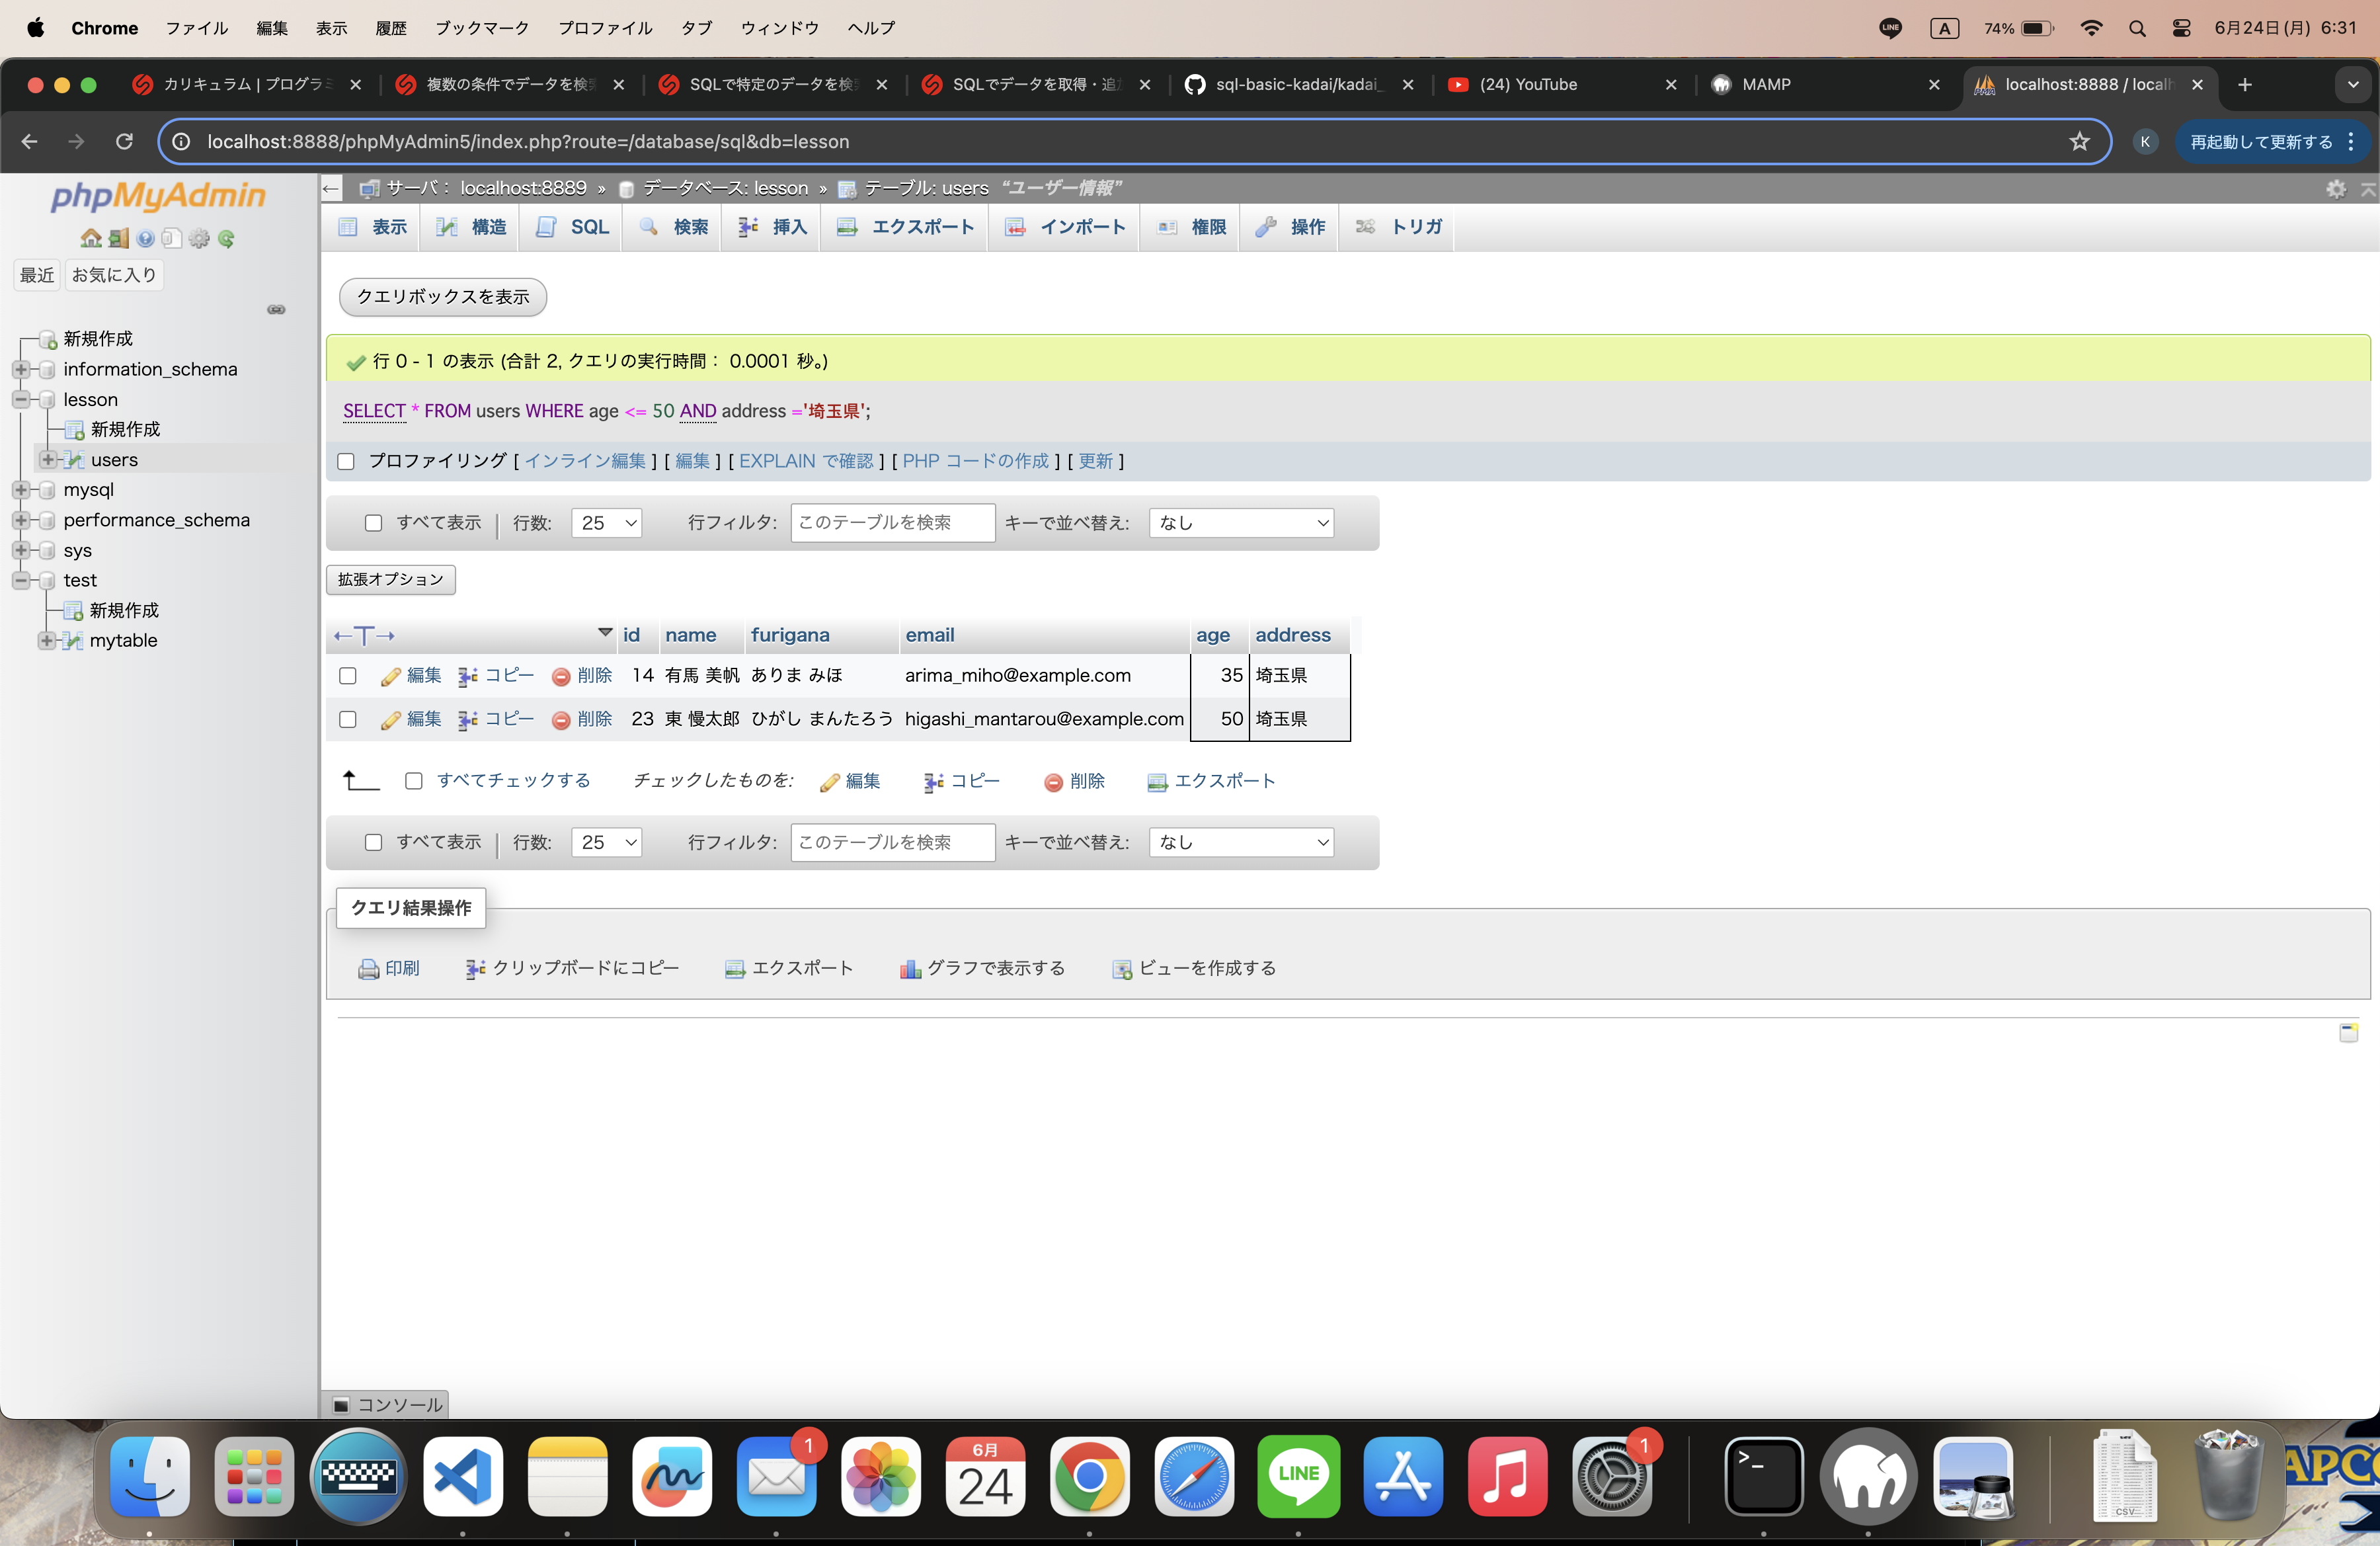 Chrome ファイル 編集 表示 履歴 ブックマーク プロファイル タブ ウィンドウ ヘルプ LINE A 74% 6月24日(月) 6:31
カリキュラム | プログラミ 複数の条件でデータを検索 SQLで特定のデータを検索 SQLでデータを取得・追加 sql-basic-kadai/kadai_ (24) YouTube MAMP localhost:8888 / localh
localhost:8888/phpMyAdmin5/index.php?route=/database/sql&db=lesson K 再起動して更新する
phpMyAdmin
最近 お気に入り
新規作成
information_schema
lesson
新規作成
users
mysql
performance_schema
sys
test
新規作成
mytable
サーバ： localhost:8889 » データベース: lesson » テーブル: users “ユーザー情報”
表示 構造 SQL 検索 挿入 エクスポート インポート 権限 操作 トリガ
クエリボックスを表示
行 0 - 1 の表示 (合計 2, クエリの実行時間： 0.0001 秒。)
SELECT * FROM users WHERE age <= 50 AND address ='埼玉県';
プロファイリング [ インライン編集 ] [ 編集 ] [ EXPLAIN で確認 ] [ PHP コードの作成 ] [ 更新 ]
すべて表示 行数: 25 行フィルタ: このテーブルを検索 キーで並べ替え: なし
拡張オプション
←T→ id name furigana email age address
編集 コピー 削除 14 有馬 美帆 ありま みほ arima_miho@example.com 35 埼玉県
編集 コピー 削除 23 東 慢太郎 ひがし まんたろう higashi_mantarou@example.com 50 埼玉県
すべてチェックする チェックしたものを: 編集 コピー 削除 エクスポート
すべて表示 行数: 25 行フィルタ: このテーブルを検索 キーで並べ替え: なし
クエリ結果操作
印刷 クリップボードにコピー エクスポート グラフで表示する ビューを作成する
コンソール
1 6月 24 LINE 1 >_ CSV